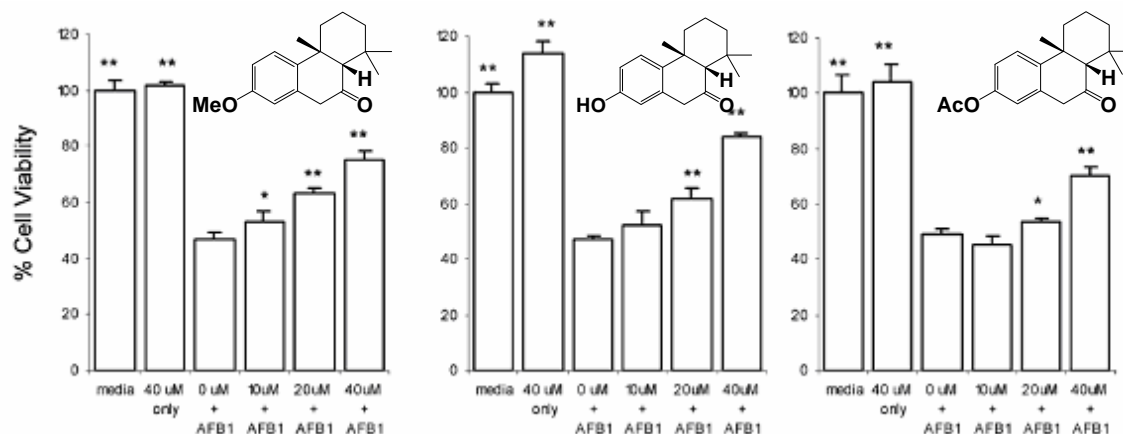 % Cell Viability
120
100
80
60
40
20
0
** ** * ** **
MeO
H
O
media 40 uM 0 uM 10uM 20uM 40uM
only + + + +
AFB1 AFB1 AFB1 AFB1
120
100
80
60
40
20
0
** ** ** **
HO
H
O
media 40 uM 0 uM 10uM 20uM 40uM
only + + + +
AFB1 AFB1 AFB1 AFB1
120
100
80
60
40
20
0
** ** * **
AcO
H
O
media 40 uM 0 uM 10uM 20uM 40uM
only + + + +
AFB1 AFB1 AFB1 AFB1